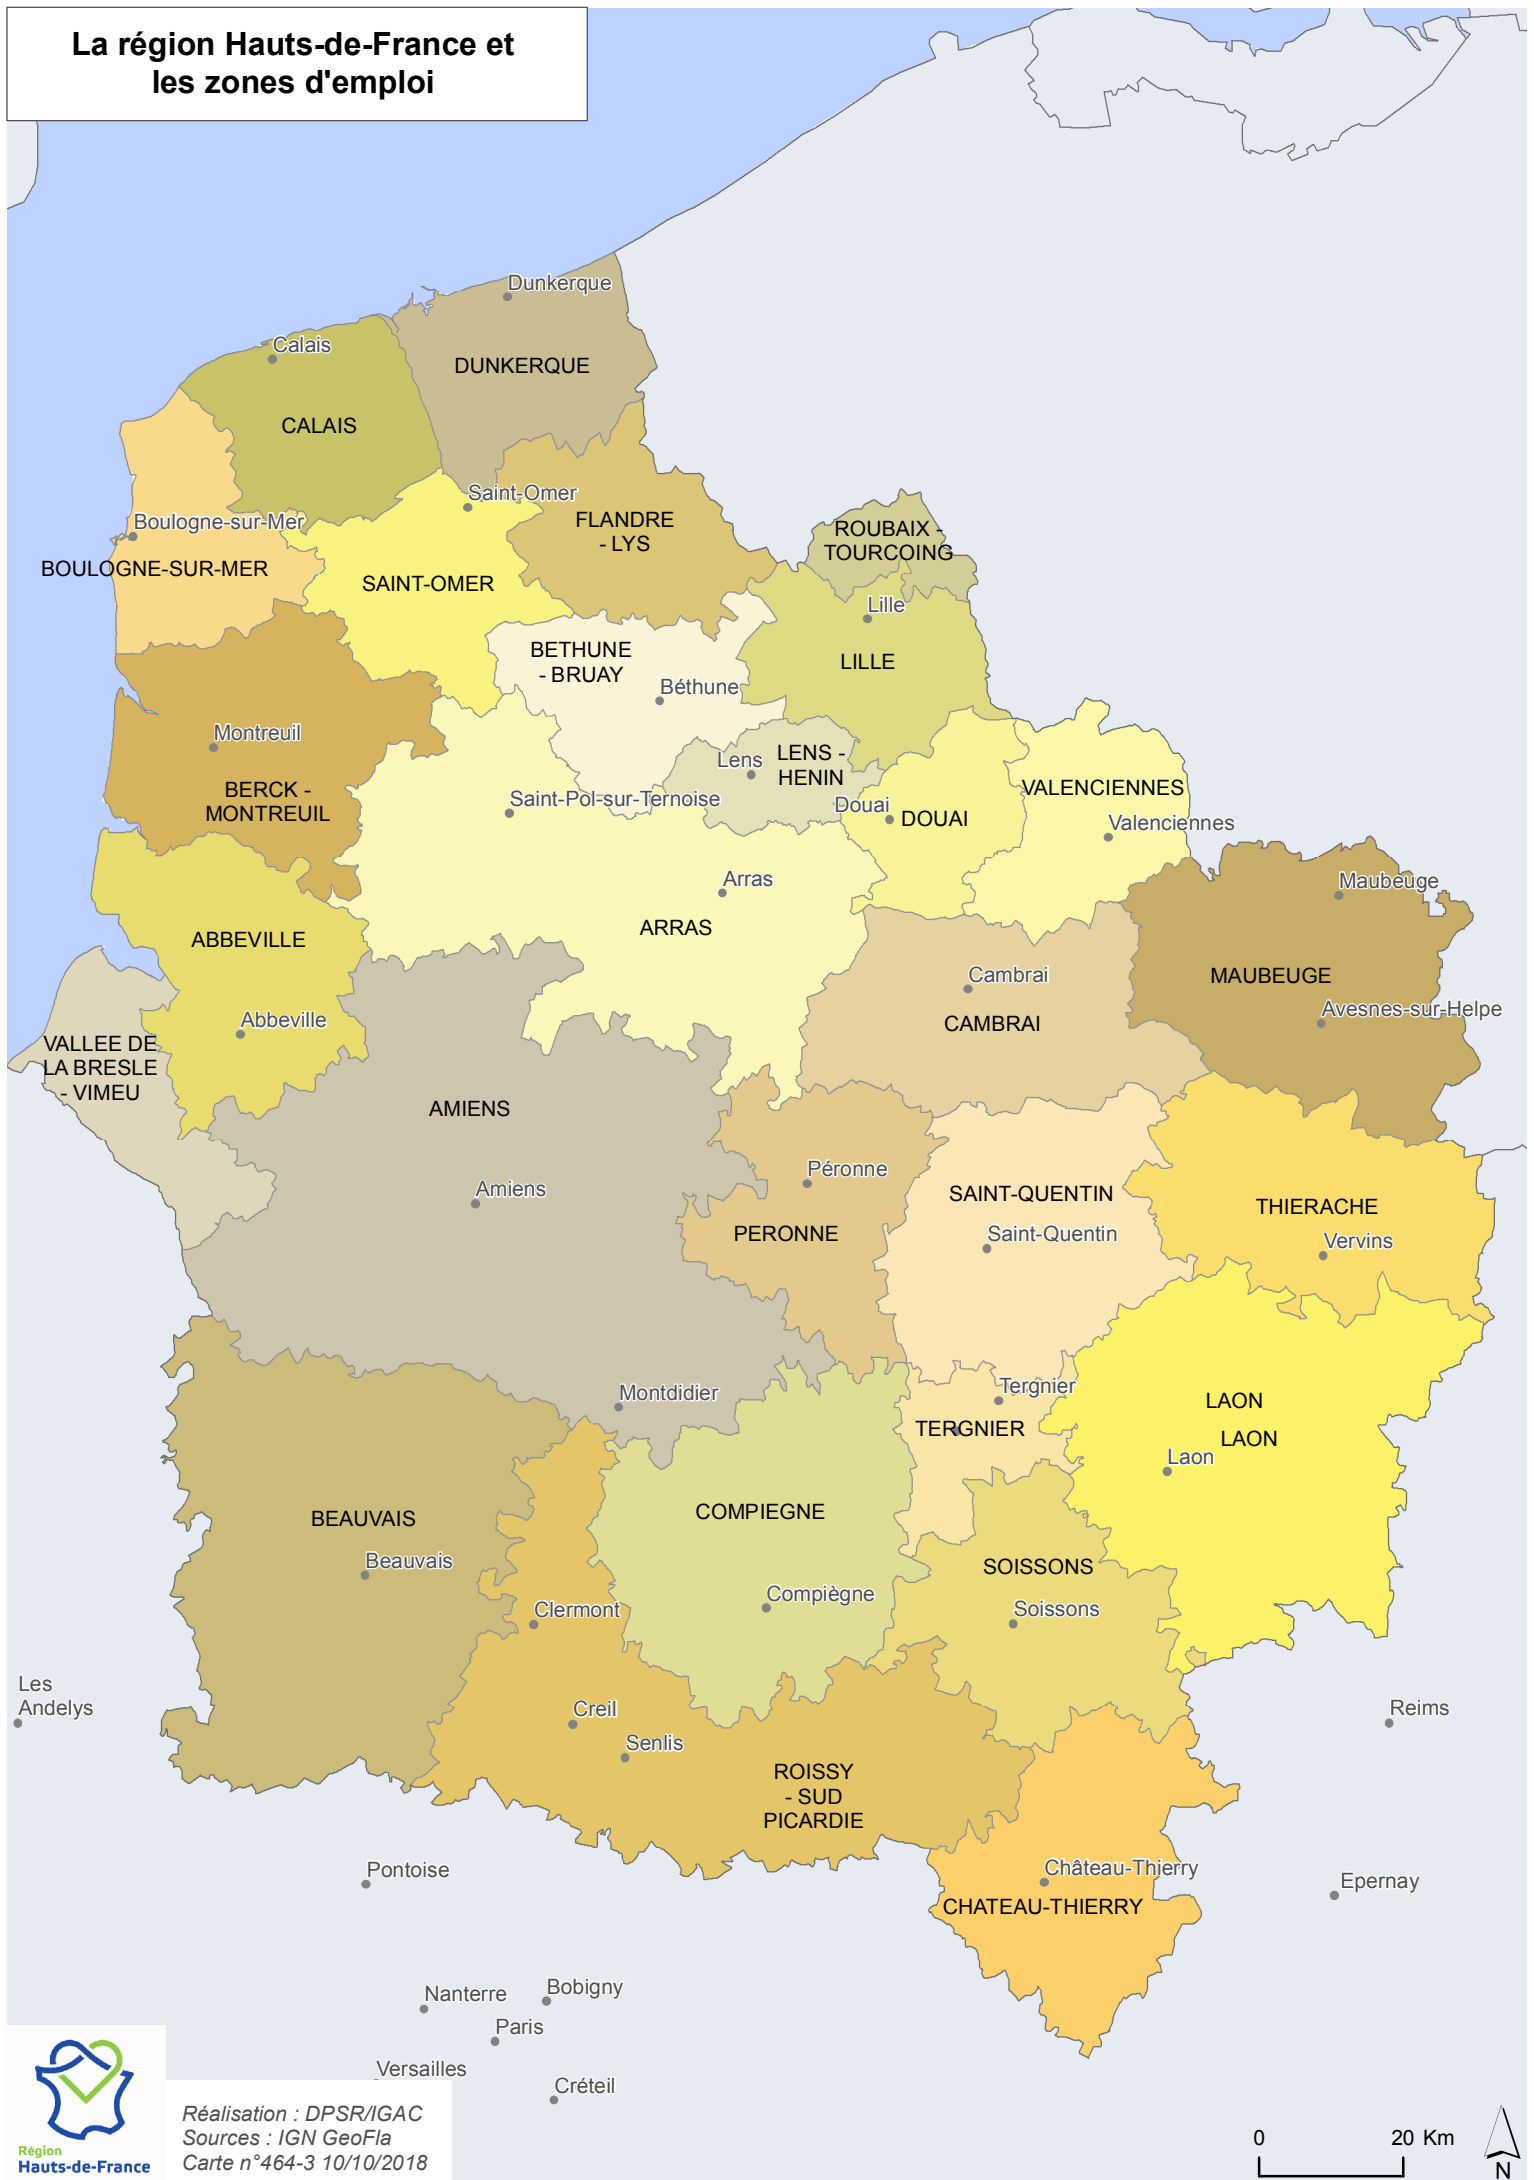 La région Hauts-de-France et
les zones d'emploi
Dunkerque
DUNKERQUE
Calais
CALAIS
Saint-Omer
Boulogne-sur-Mer
FLANDRE
- LYS
ROUBAIX -
TOURCOING
BOULOGNE-SUR-MER
SAINT-OMER
Lille
BETHUNE
- BRUAY
LILLE
Béthune
Montreuil
Lens
LENS -
HENIN
BERCK -
MONTREUIL
Saint-Pol-sur-Ternoise
Douai
DOUAI
VALENCIENNES
Valenciennes
Arras
Maubeuge
ARRAS
ABBEVILLE
Cambrai
MAUBEUGE
Abbeville
CAMBRAI
Avesnes-sur-Helpe
VALLEE DE
LA BRESLE
- VIMEU
AMIENS
Péronne
Amiens
SAINT-QUENTIN
THIERACHE
PERONNE
Saint-Quentin
Vervins
Montdidier
Tergnier
LAON
TERGNIER
LAON
Laon
COMPIEGNE
BEAUVAIS
Beauvais
SOISSONS
Compiègne
Clermont
Soissons
Les
Andelys
Creil
Reims
Senlis
ROISSY
- SUD
PICARDIE
Pontoise
Château-Thierry
Epernay
CHATEAU-THIERRY
Nanterre
Bobigny
Paris
Versailles
Créteil
Région
Hauts-de-France
Réalisation : DPSR/IGAC
Sources : IGN GeoFla
Carte n°464-3 10/10/2018
0 20 Km
N